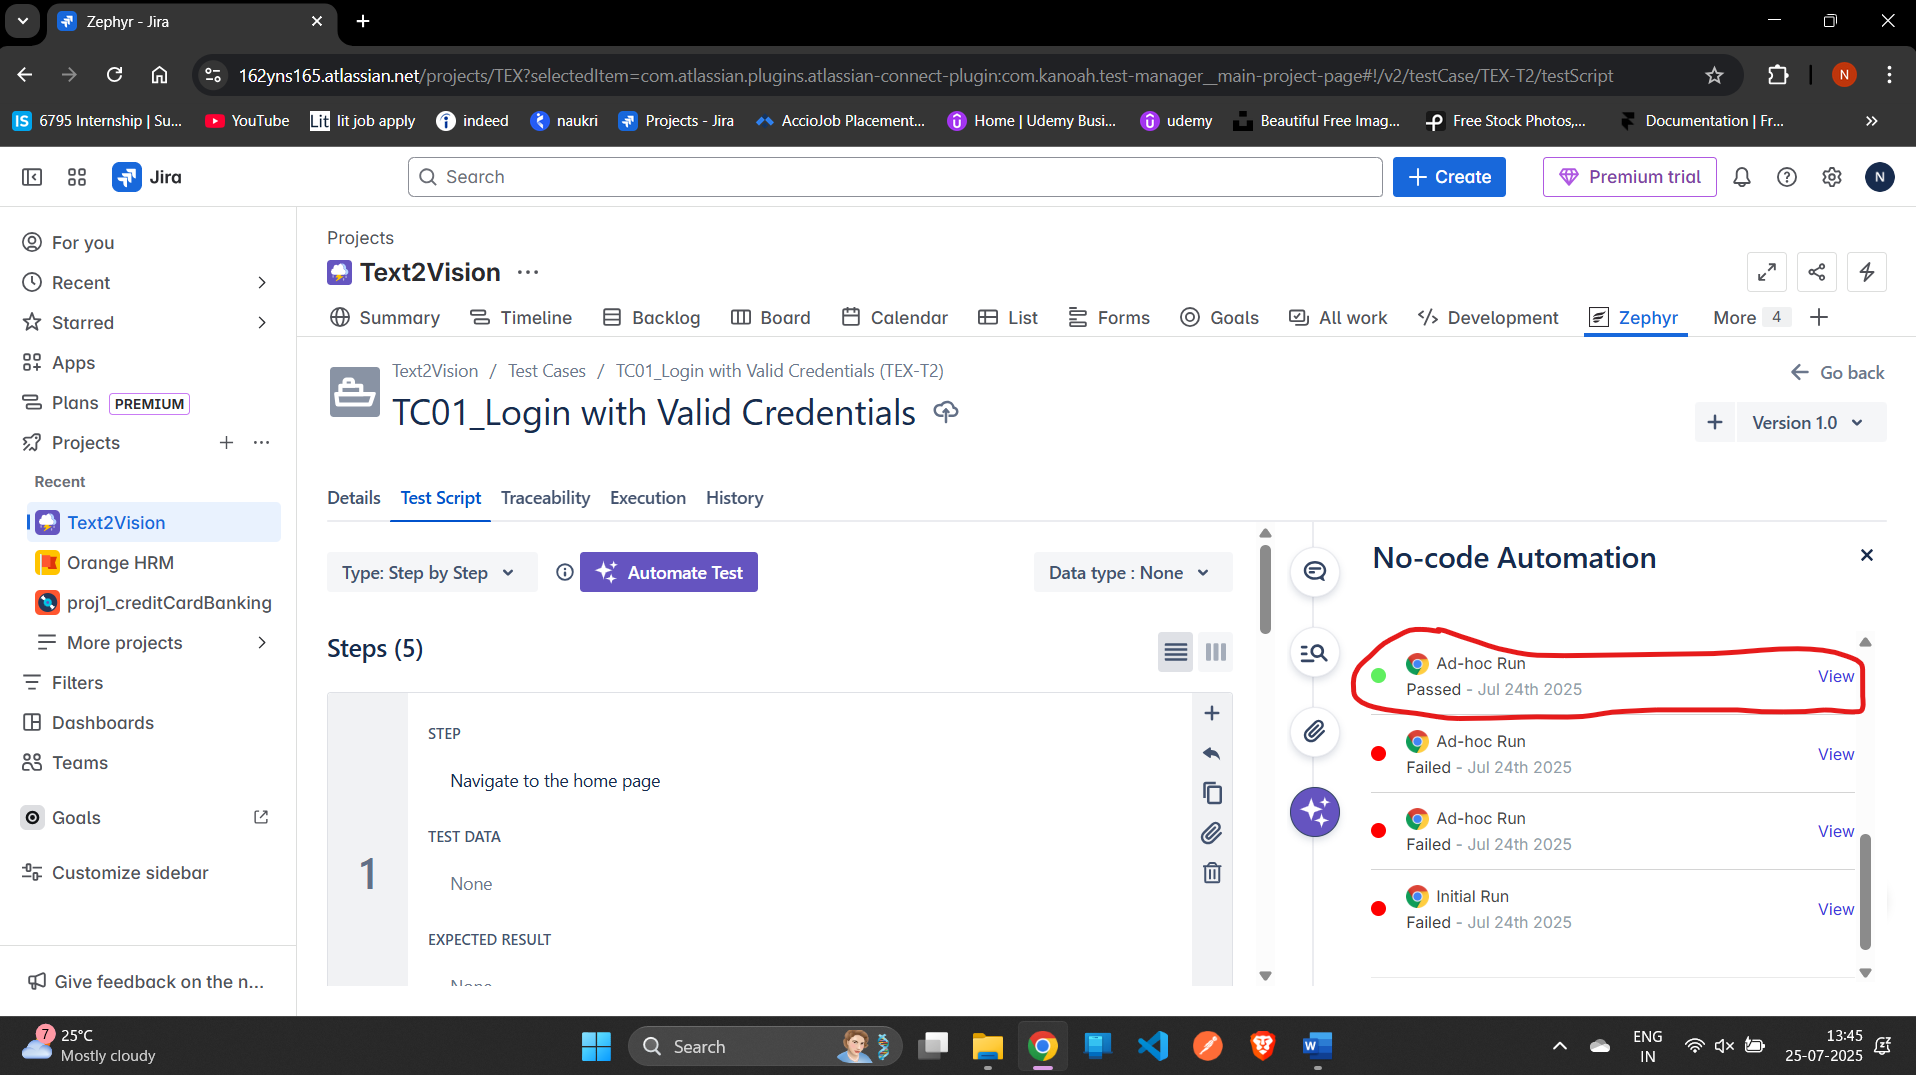 Zephyr - Jira
162yns165.atlassian.net/projects/TEX?selectedItem=com.atlassian.plugins.atlassian-connect-plugin:com.kanoah.test-manager__main-project-page#!/v2/testCase/TEX-T2/testScript
N
IS 6795 Internship | Su...
YouTube
Lit lit job apply
indeed
naukri
Projects - Jira
AccioJob Placement...
Home | Udemy Busi...
udemy
Beautiful Free Imag...
Free Stock Photos,...
Documentation | Fr...
Jira
Search
Create
Premium trial
N
For you
Recent
Starred
Apps
Plans PREMIUM
Projects
Recent
Text2Vision
Orange HRM
proj1_creditCardBanking
More projects
Filters
Dashboards
Teams
Goals
Customize sidebar
Give feedback on the n...
Projects
Text2Vision
Summary Timeline Backlog Board Calendar List Forms Goals All work Development Zephyr More 4
Text2Vision / Test Cases / TC01_Login with Valid Credentials (TEX-T2)
Go back
TC01_Login with Valid Credentials
Version 1.0
Details Test Script Traceability Execution History
Type: Step by Step
Automate Test
Data type : None
Steps (5)
1
STEP
Navigate to the home page
TEST DATA
None
EXPECTED RESULT
None
No-code Automation
Ad-hoc Run
Passed - Jul 24th 2025
View
Ad-hoc Run
Failed - Jul 24th 2025
View
Ad-hoc Run
Failed - Jul 24th 2025
View
Initial Run
Failed - Jul 24th 2025
View
7
25°C
Mostly cloudy
Search
ENG
IN
13:45
25-07-2025